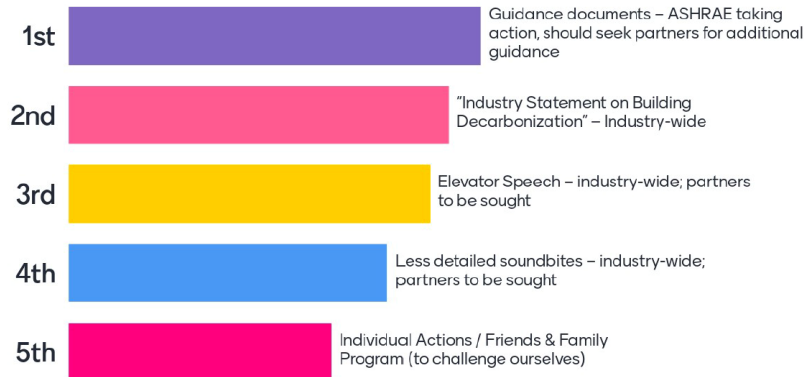 1st
Guidance documents – ASHRAE taking
action, should seek partners for additional
guidance
2nd
"Industry Statement on Building
Decarbonization" – Industry-wide
3rd
Elevator Speech – industry-wide; partners
to be sought
4th
Less detailed soundbites – industry-wide;
partners to be sought
5th
Individual Actions / Friends & Family
Program (to challenge ourselves)